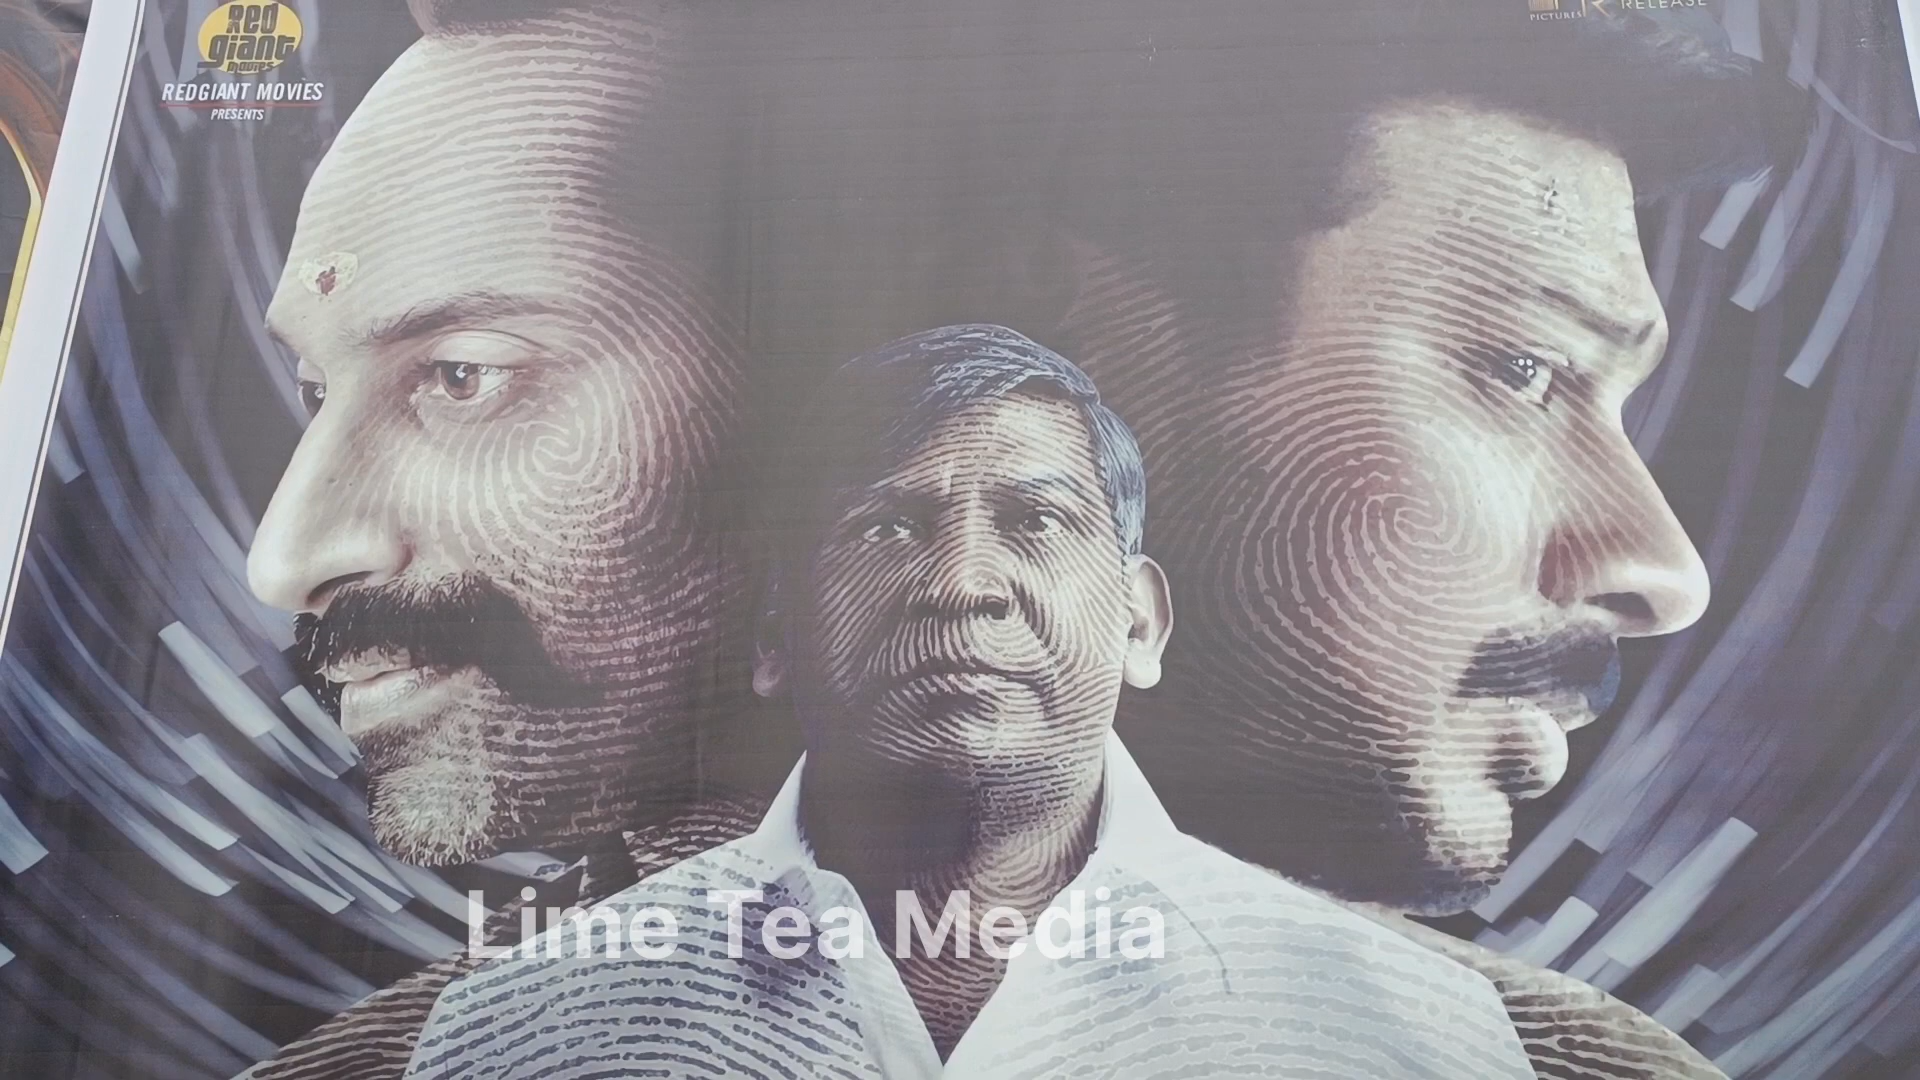 Red
giant
movies
REDGIANT MOVIES
PRESENTS
PICTURES
RELEASE
Lime Tea Media